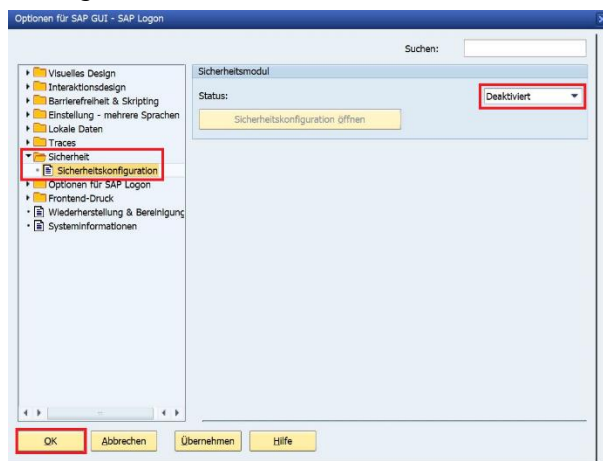 Optionen für SAP GUI - SAP Logon
Suchen:
Visuelles Design
Interaktionsdesign
Barrierefreiheit & Skripting
Einstellung - mehrere Sprachen
Lokale Daten
Traces
Sicherheit
Sicherheitskonfiguration
Optionen für SAP Logon
Frontend-Druck
Wiederherstellung & Bereinigung
Systeminformationen
Sicherheitsmodul
Status:
Deaktiviert
Sicherheitskonfiguration öffnen
OK
Abbrechen
Übernehmen
Hilfe